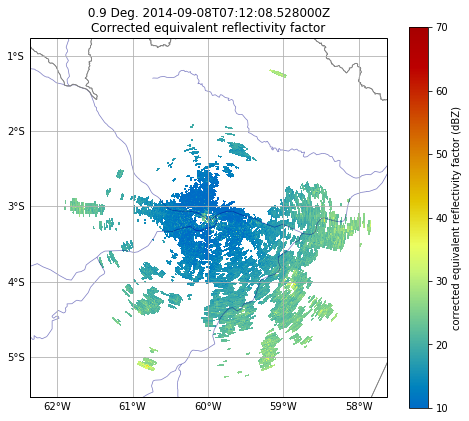 0.9 Deg. 2014-09-08T07:12:08.528000Z
Corrected equivalent reflectivity factor
1°S
2°S
3°S
4°S
5°S
62°W 61°W 60°W 59°W 58°W
70
60
50
40
30
20
10
corrected equivalent reflectivity factor (dBZ)